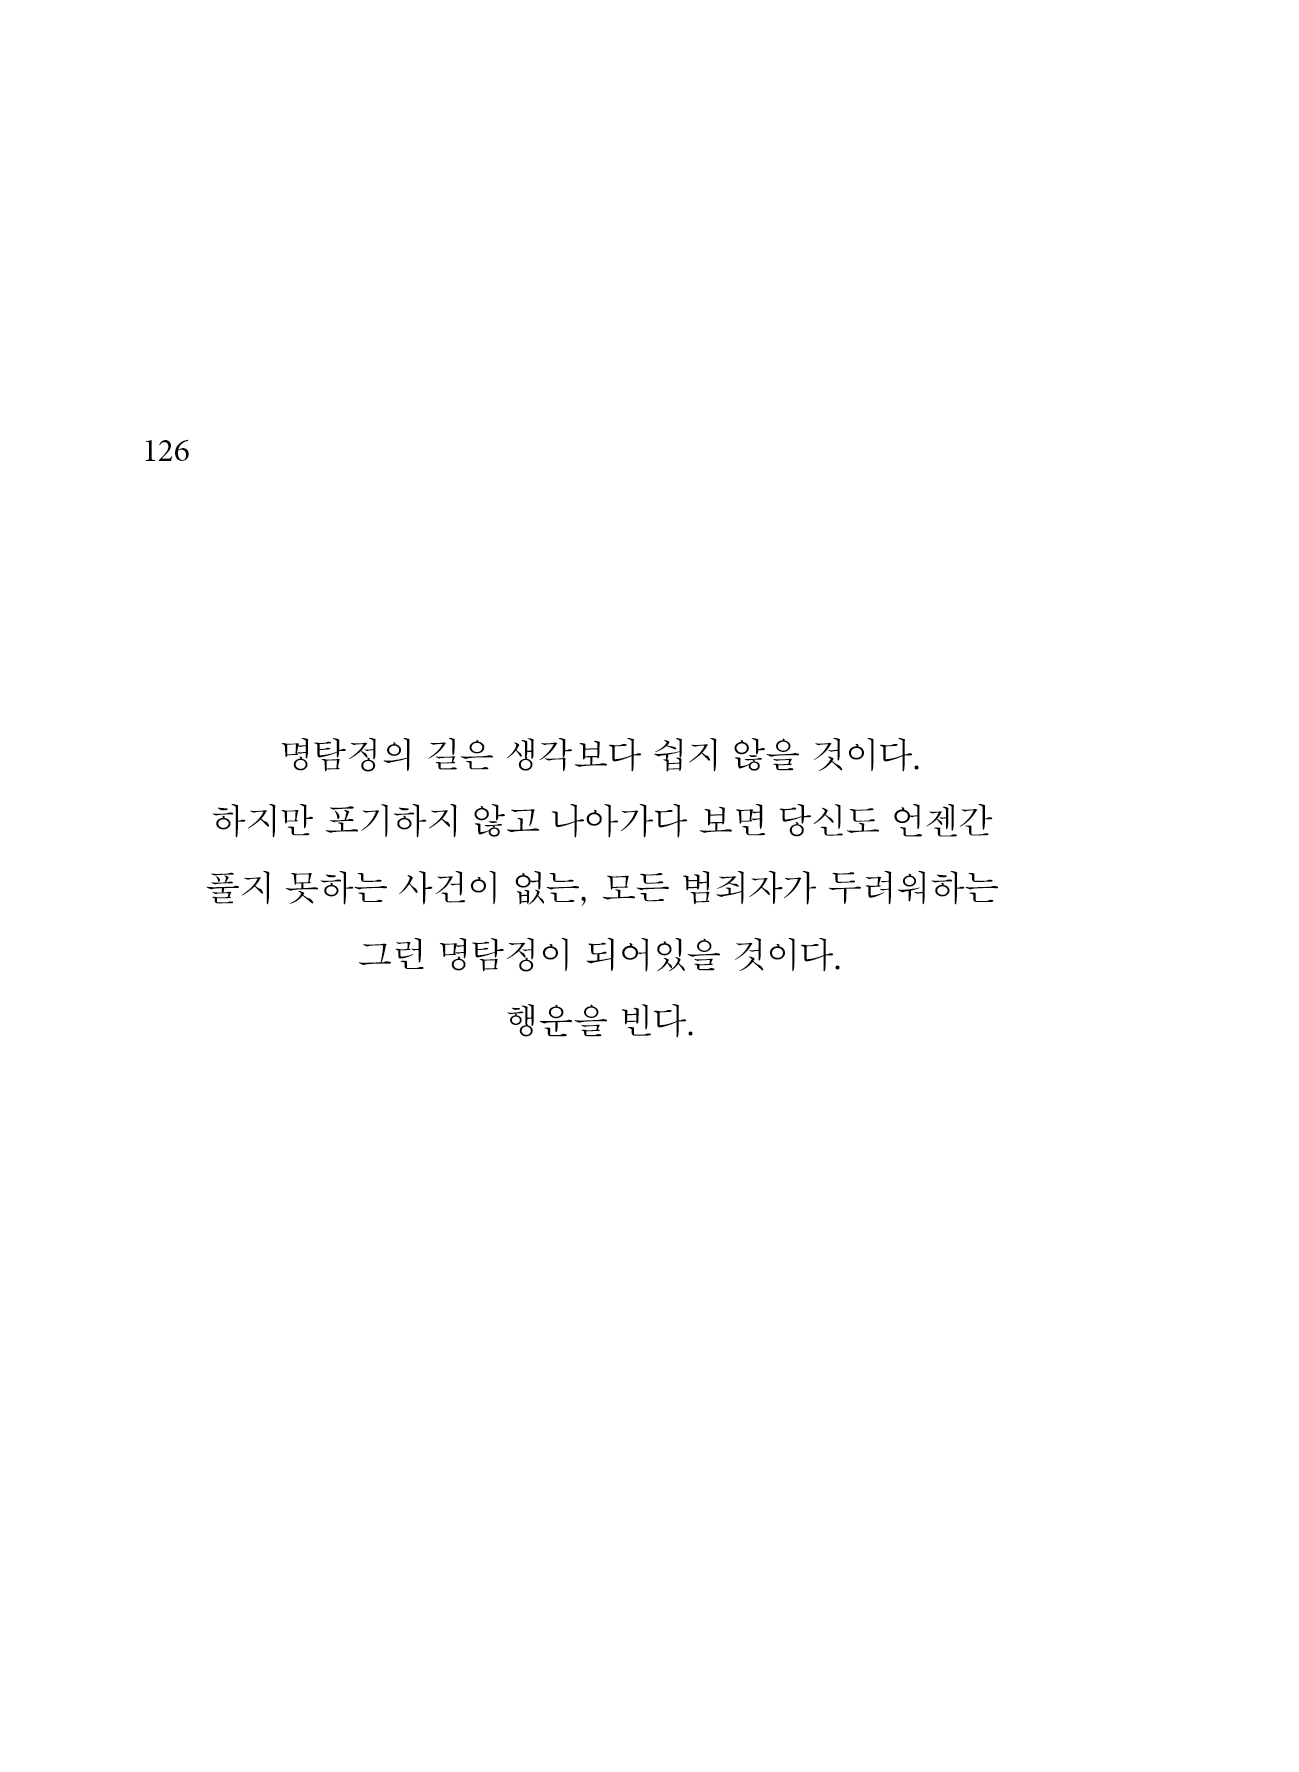 126
명탐정의 길은 생각보다 쉽지 않을 것이다.
하지만 포기하지 않고 나아가다 보면 당신도 언젠간
풀지 못하는 사건이 없는, 모든 범죄자가 두려워하는
그런 명탐정이 되어있을 것이다.
행운을 빈다.